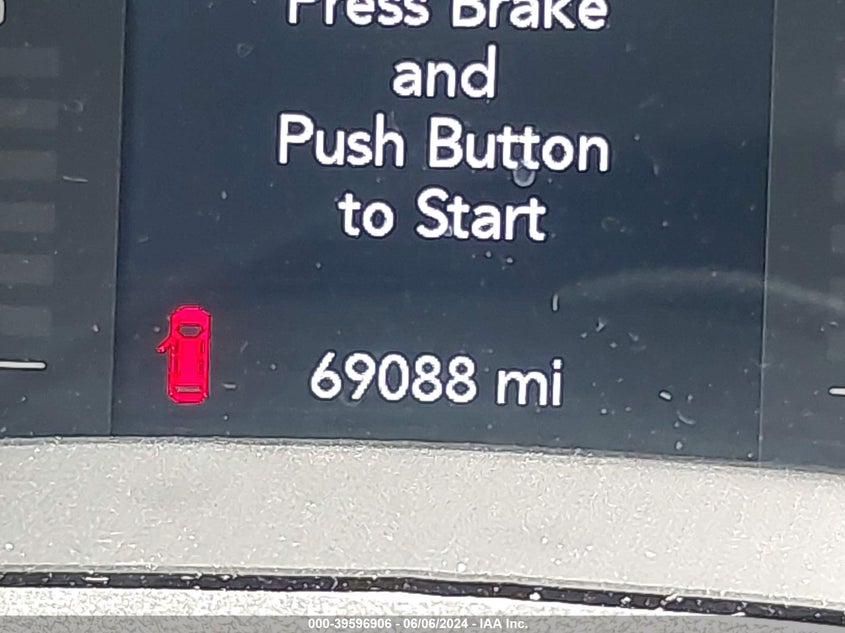 Press Brake
and
Push Button
to Start
69088 mi
000-39596906 - 06/06/2024 - IAA Inc.